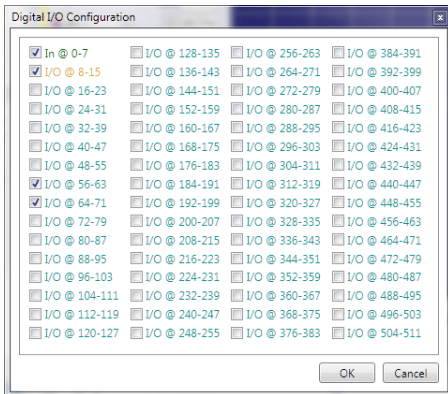 Digital I/O Configuration
In @ 0-7 I/O @ 128-135 I/O @ 256-263 I/O @ 384-391
I/O @ 8-15 I/O @ 136-143 I/O @ 264-271 I/O @ 392-399
I/O @ 16-23 I/O @ 144-151 I/O @ 272-279 I/O @ 400-407
I/O @ 24-31 I/O @ 152-159 I/O @ 280-287 I/O @ 408-415
I/O @ 32-39 I/O @ 160-167 I/O @ 288-295 I/O @ 416-423
I/O @ 40-47 I/O @ 168-175 I/O @ 296-303 I/O @ 424-431
I/O @ 48-55 I/O @ 176-183 I/O @ 304-311 I/O @ 432-439
I/O @ 56-63 I/O @ 184-191 I/O @ 312-319 I/O @ 440-447
I/O @ 64-71 I/O @ 192-199 I/O @ 320-327 I/O @ 448-455
I/O @ 72-79 I/O @ 200-207 I/O @ 328-335 I/O @ 456-463
I/O @ 80-87 I/O @ 208-215 I/O @ 336-343 I/O @ 464-471
I/O @ 88-95 I/O @ 216-223 I/O @ 344-351 I/O @ 472-479
I/O @ 96-103 I/O @ 224-231 I/O @ 352-359 I/O @ 480-487
I/O @ 104-111 I/O @ 232-239 I/O @ 360-367 I/O @ 488-495
I/O @ 112-119 I/O @ 240-247 I/O @ 368-375 I/O @ 496-503
I/O @ 120-127 I/O @ 248-255 I/O @ 376-383 I/O @ 504-511
OK Cancel